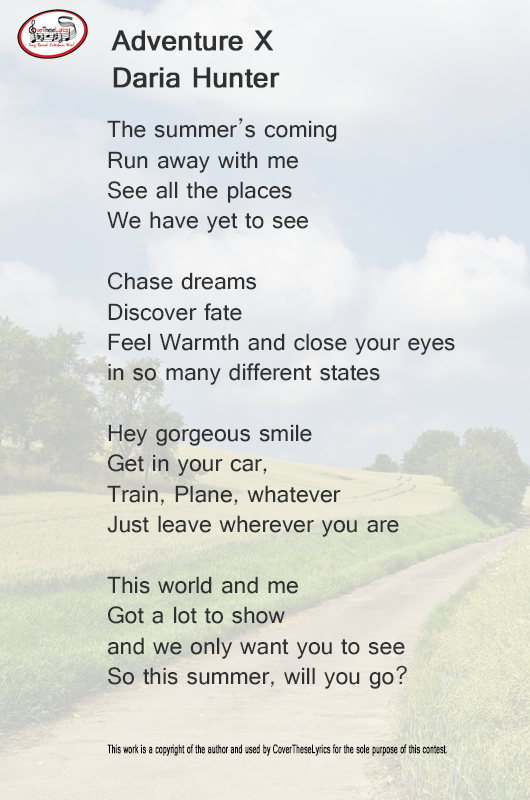 CoverTheseLyrics
Adventure X
Daria Hunter
The summer's coming
Run away with me
See all the places
We have yet to see
Chase dreams
Discover fate
Feel Warmth and close your eyes
in so many different states
Hey gorgeous smile
Get in your car,
Train, Plane, whatever
Just leave wherever you are
This world and me
Got a lot to show
and we only want you to see
So this summer, will you go?
This work is a copyright of the author and used by CoverTheseLyrics for the sole purpose of this contest.